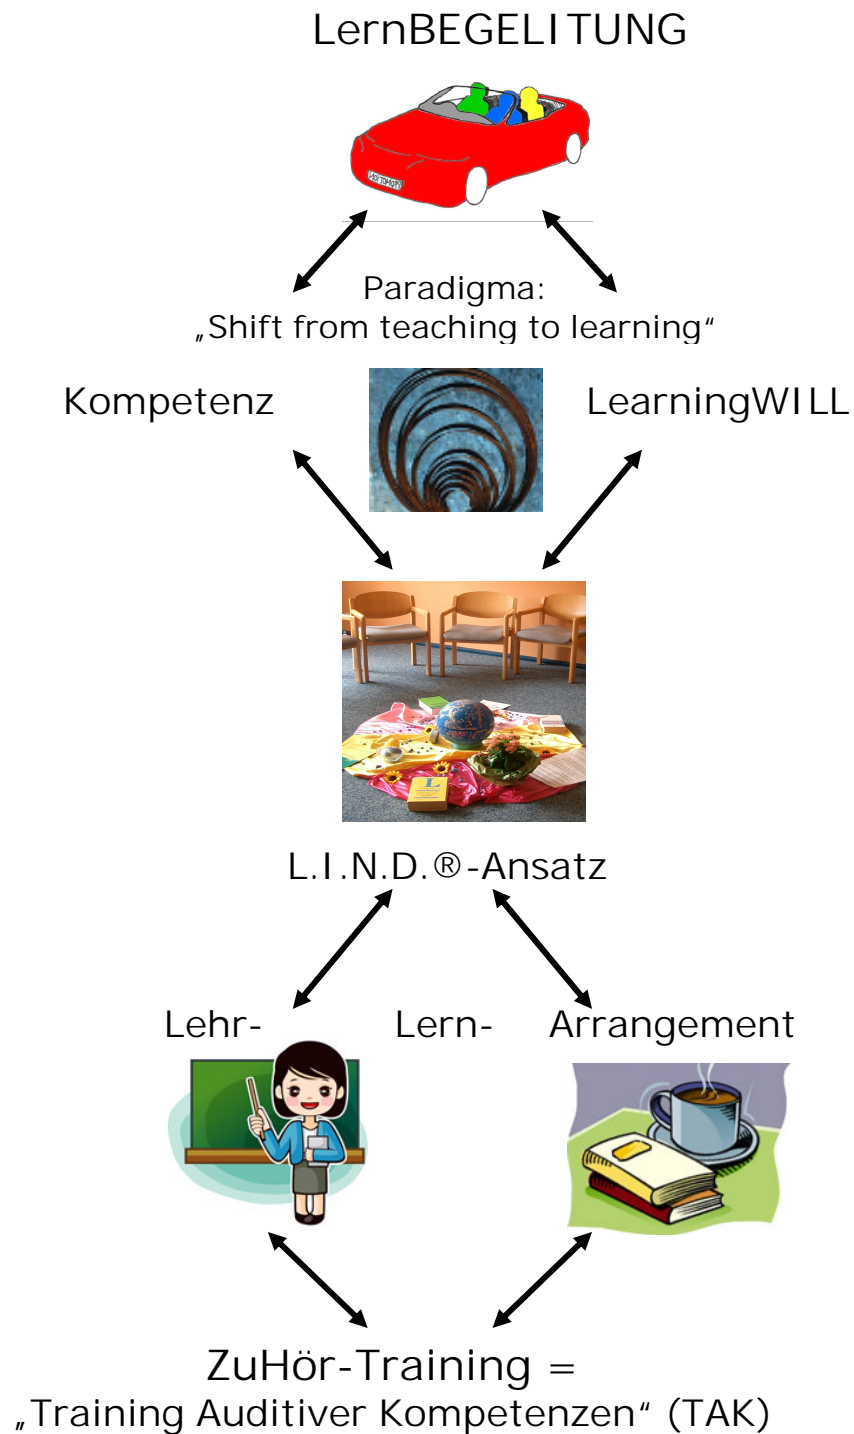 LernBEGELITUNG
Paradigma:
„Shift from teaching to learning“
Kompetenz
LearningWILL
L
L.I.N.D.®-Ansatz
Lehr- Lern- Arrangement
ZuHör-Training =
„Training Auditiver Kompetenzen“ (TAK)